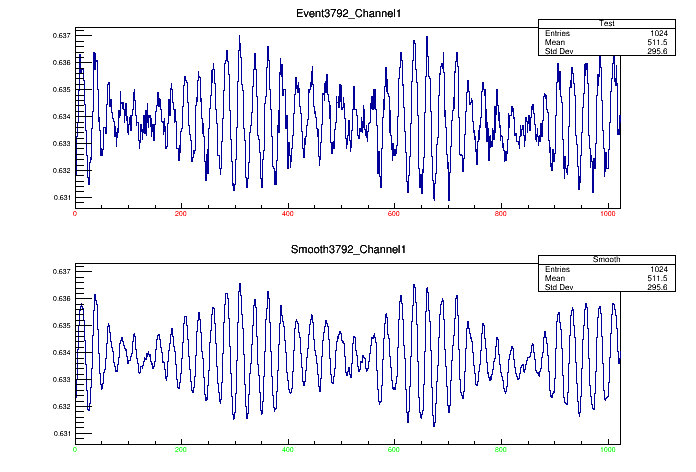 Event3792_Channel1
Test
Entries 1024
Mean 511.5
Std Dev 295.6
0.637
0.636
0.635
0.634
0.633
0.632
0.631
0 200 400 600 800 1000
Smooth3792_Channel1
Smooth
Entries 1024
Mean 511.5
Std Dev 295.6
0.637
0.636
0.635
0.634
0.633
0.632
0.631
0 200 400 600 800 1000